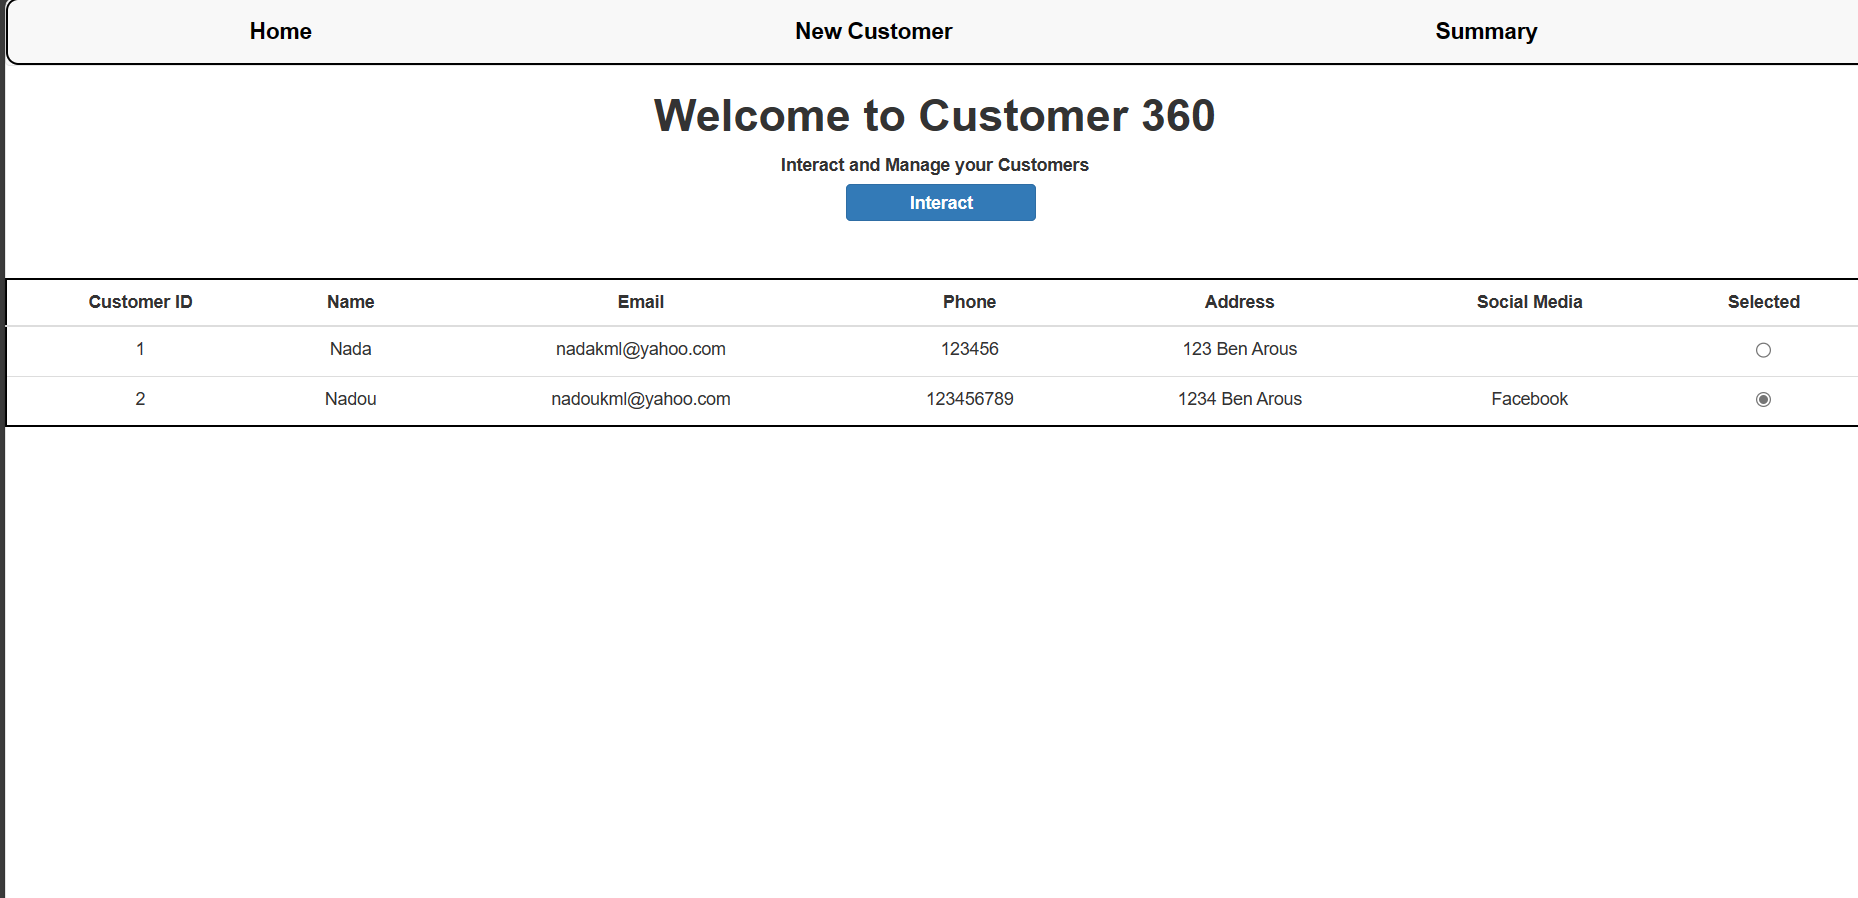 Home New Customer Summary
Welcome to Customer 360
Interact and Manage your Customers
Interact
Customer ID Name Email Phone Address Social Media Selected
1 Nada nadakml@yahoo.com 123456 123 Ben Arous
2 Nadou nadoukml@yahoo.com 123456789 1234 Ben Arous Facebook